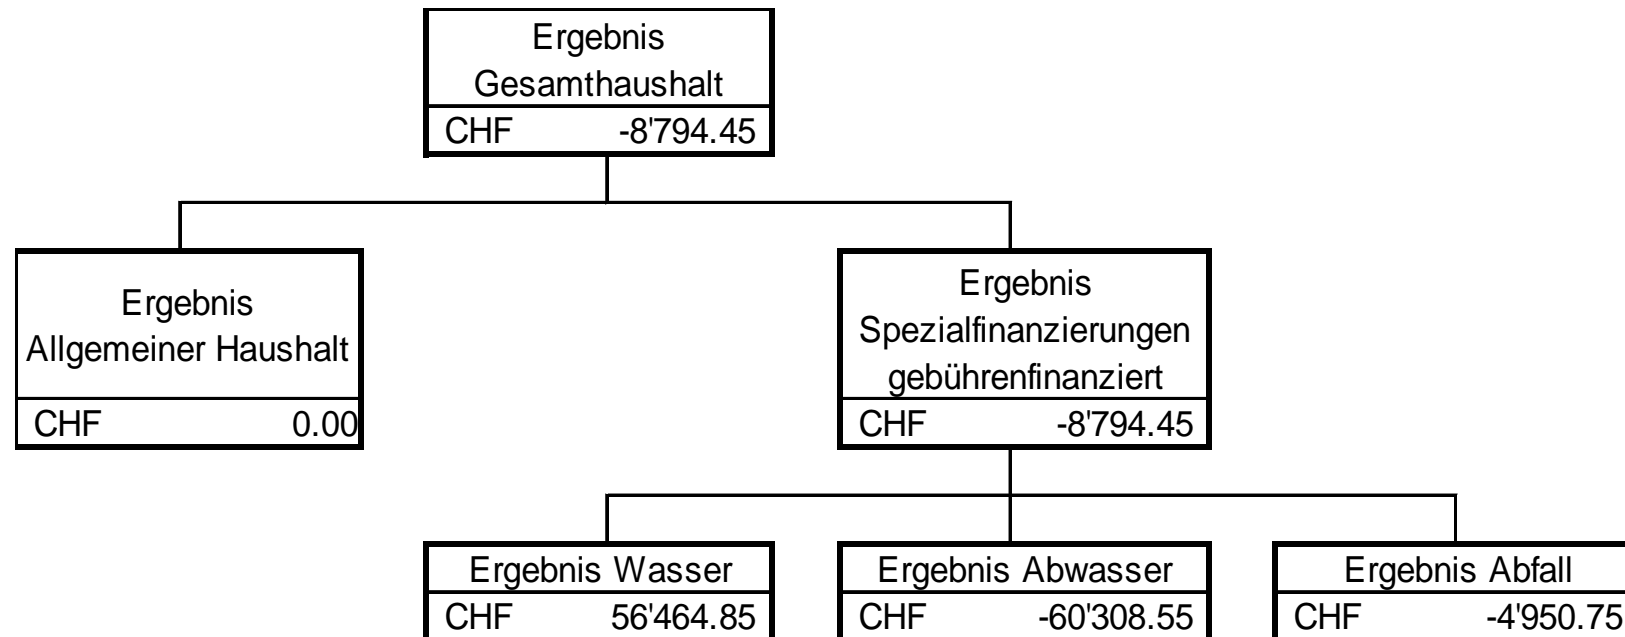 Ergebnis
Gesamthaushalt
CHF -8'794.45
Ergebnis
Allgemeiner Haushalt
CHF 0.00
Ergebnis
Spezialfinanzierungen
gebührenfinanziert
CHF -8'794.45
Ergebnis Wasser
CHF 56'464.85
Ergebnis Abwasser
CHF -60'308.55
Ergebnis Abfall
CHF -4'950.75